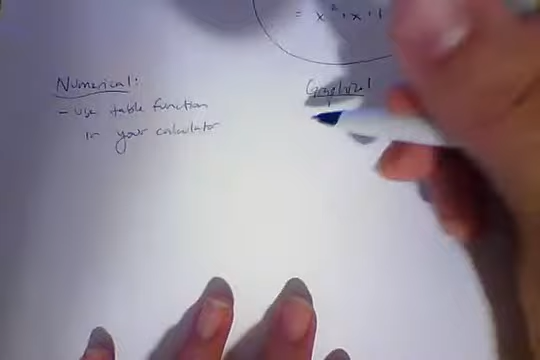 = x² + x + 1
Numerical:
- use table function
in your calculator
Graphical